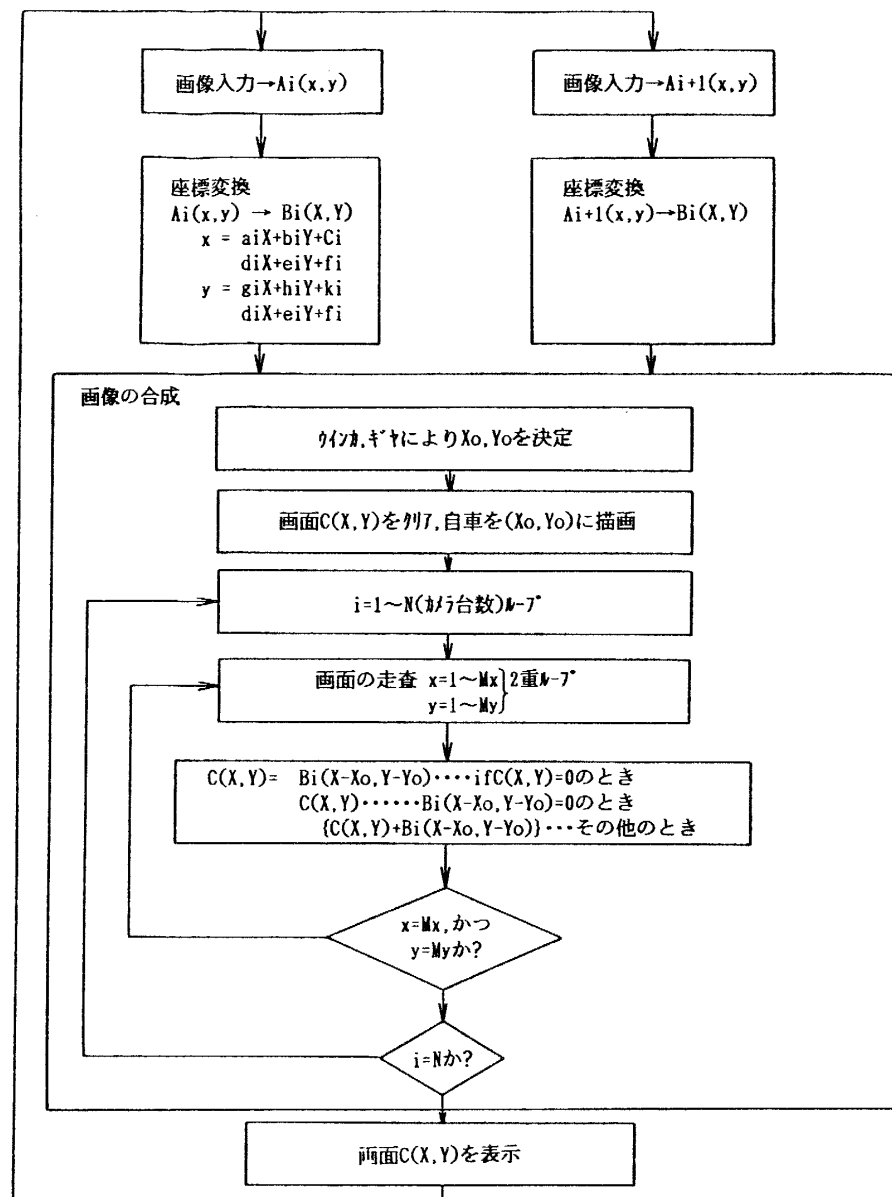 画像入力→Ai(x,y)
画像入力→Ai+1(x,y)
座標変換
Ai(x,y) → Bi(X,Y)
x = aiX+biY+Ci
diX+eiY+fi
y = giX+hiY+ki
diX+eiY+fi
座標変換
Ai+1(x,y)→Bi(X,Y)
画像の合成
ｳｲﾝｶ,ｷﾞﾔによりXo,Yoを決定
画面C(X,Y)をｸﾘｱ,自車を(Xo,Yo)に描画
i=1～N(ｶﾒﾗ台数)ﾙｰﾌﾟ
画面の走査 x=1～Mx}2重ﾙｰﾌﾟ
y=1～My
C(X,Y)= Bi(X-Xo,Y-Yo)････ifC(X,Y)=0のとき
C(X,Y)･･････Bi(X-Xo,Y-Yo)=0のとき
{C(X,Y)+Bi(X-Xo,Y-Yo)}･･･その他のとき
x=Mx,かつ
y=Myか?
i=Nか?
画面C(X,Y)を表示